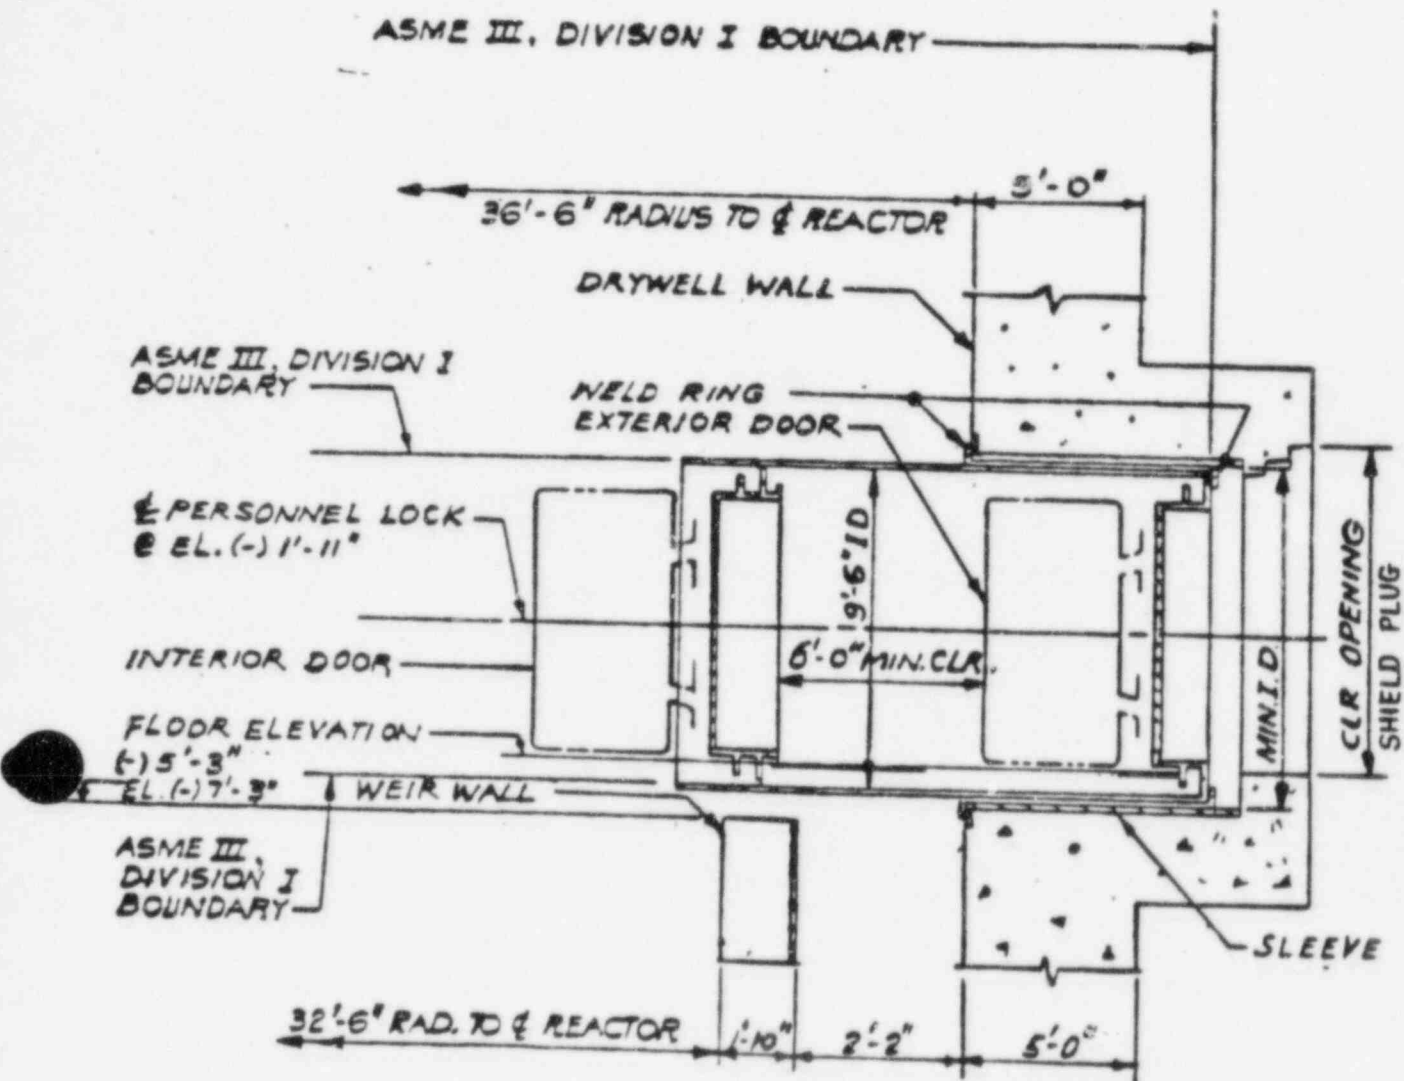 ASME III, DIVISION I BOUNDARY
5'-0"
36'-6" RADIUS TO ℄ REACTOR
DRYWELL WALL
ASME III, DIVISION I
BOUNDARY
WELD RING
EXTERIOR DOOR
℄ PERSONNEL LOCK
@ EL. (-) 1'-11"
9'-6" ID
INTERIOR DOOR
6'-0" MIN. CLR.
MIN. I.D.
CLR OPENING
SHIELD PLUG
FLOOR ELEVATION
(-) 5'-3"
EL. (-) 7'-3"
WEIR WALL
ASME III,
DIVISION I
BOUNDARY
SLEEVE
32'-6" RAD. TO ℄ REACTOR
1'-10"
2'-2"
5'-0"